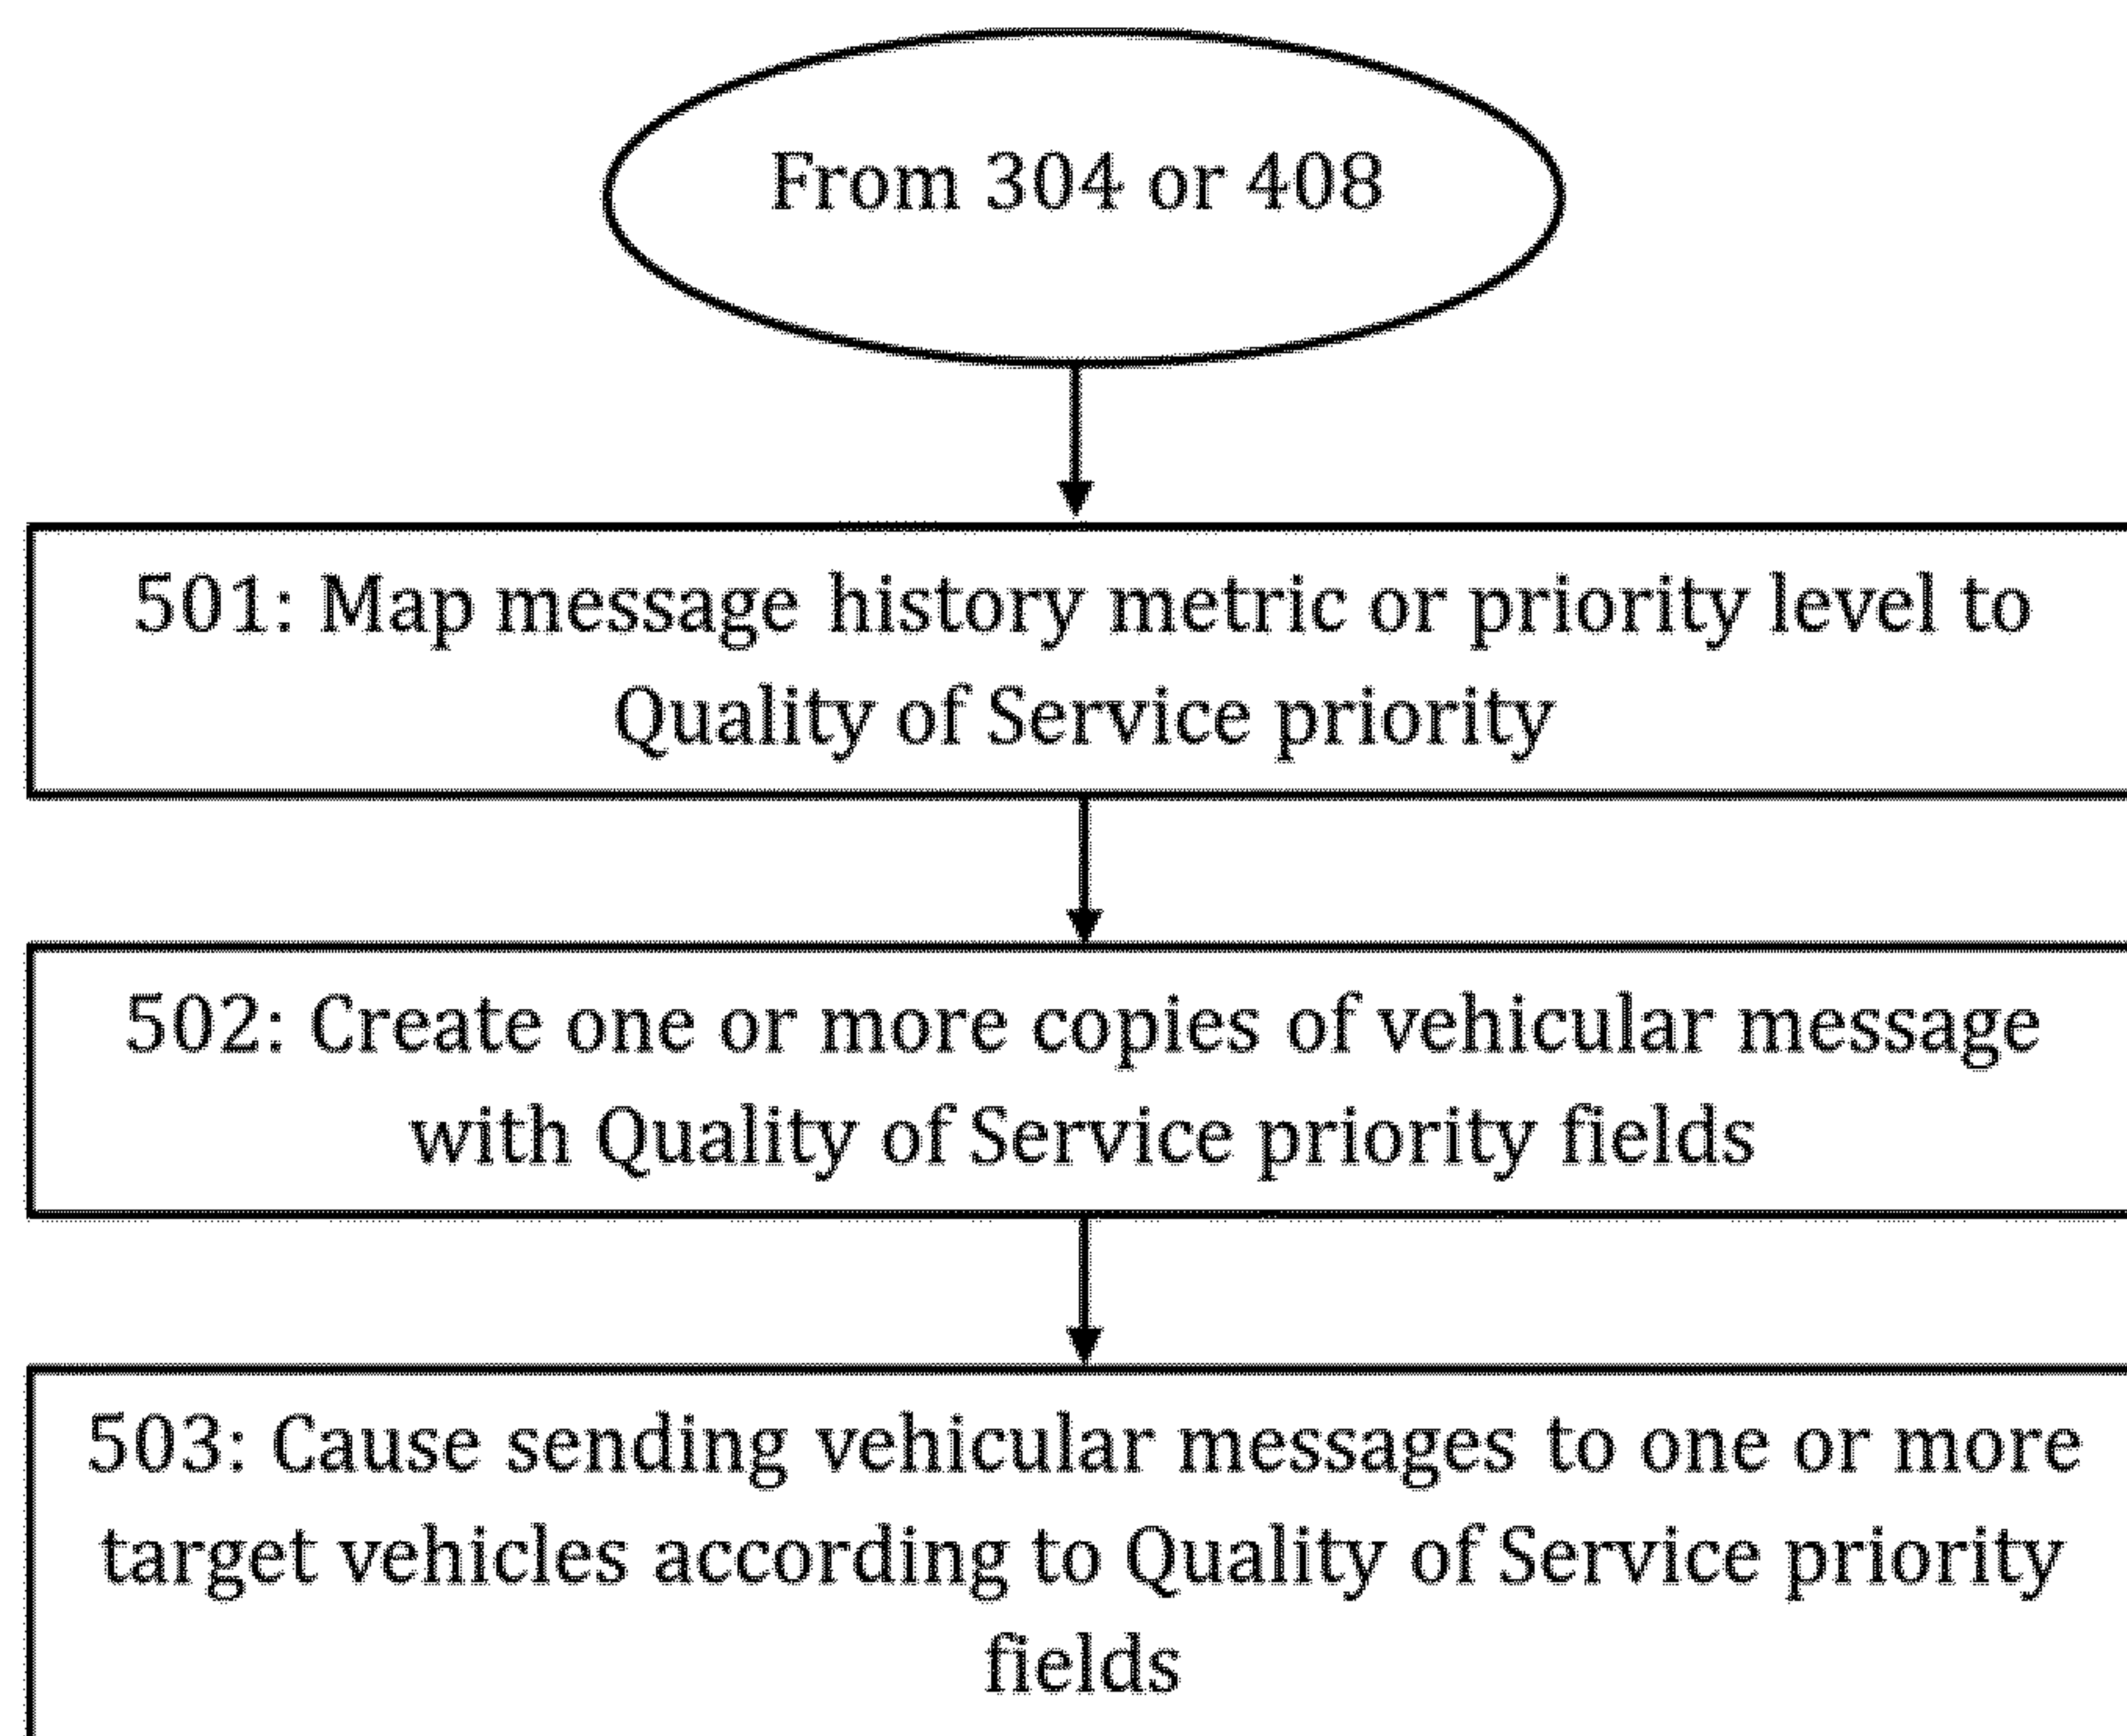 From 304 or 408
501: Map message history metric or priority level to
Quality of Service priority
502: Create one or more copies of vehicular message
with Quality of Service priority fields
503: Cause sending vehicular messages to one or more
target vehicles according to Quality of Service priority
fields